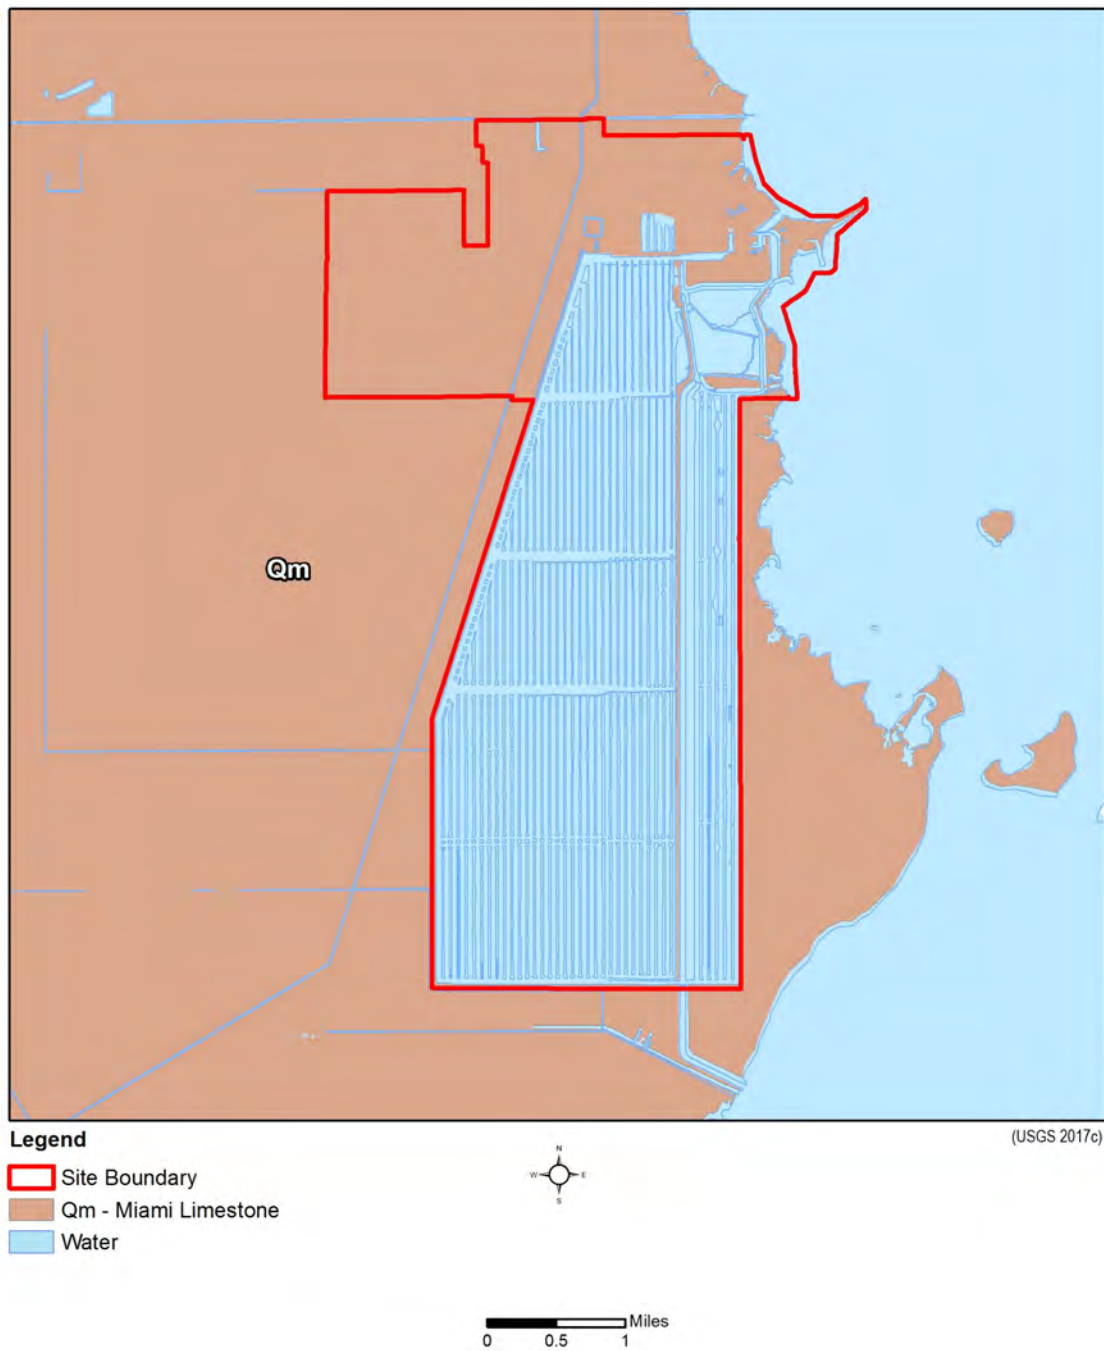 Qm
Legend
(USGS 2017c)
N
W E
S
Site Boundary
Qm - Miami Limestone
Water
Miles
0 0.5 1